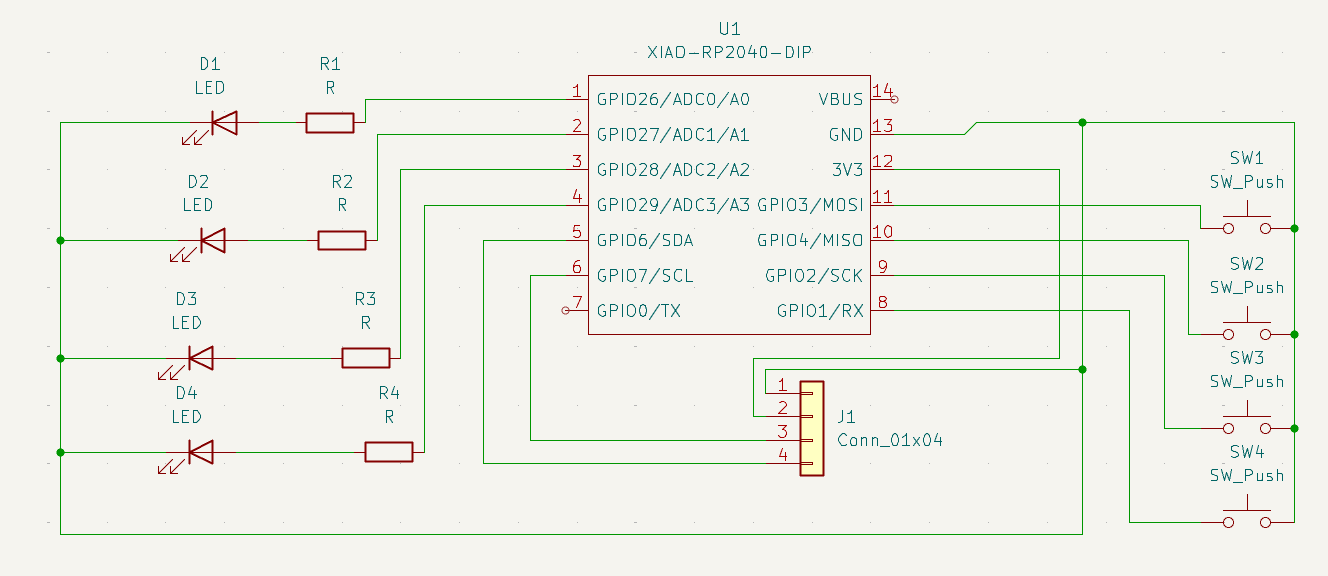 U1
XIAO-RP2040-DIP
D1
LED
R1
R
D2
LED
R2
R
D3
LED
R3
R
D4
LED
R4
R
1 GPIO26/ADC0/A0
2 GPIO27/ADC1/A1
3 GPIO28/ADC2/A2
4 GPIO29/ADC3/A3
5 GPIO6/SDA
6 GPIO7/SCL
7 GPIO0/TX
VBUS 14
GND 13
3V3 12
GPIO3/MOSI 11
GPIO4/MISO 10
GPIO2/SCK 9
GPIO1/RX 8
1
2
3
4
J1
Conn_01x04
SW1
SW_Push
SW2
SW_Push
SW3
SW_Push
SW4
SW_Push